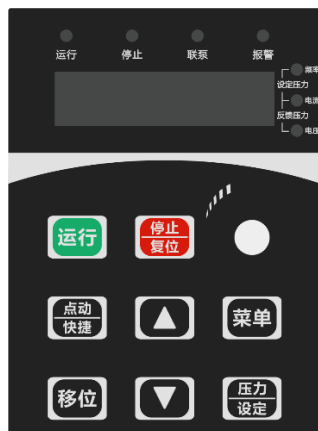 运行 停止 联泵 报警
频率
设定压力
电流
反馈压力
电压
运行 停止
复位
点动
快捷 菜单
移位 压力
设定